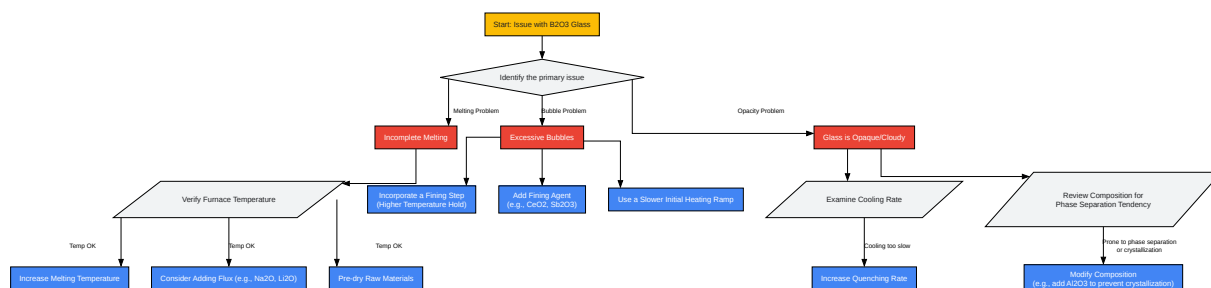 Start: Issue with B2O3 Glass
Identify the primary issue
Melting Problem
Bubble Problem
Opacity Problem
Incomplete Melting
Excessive Bubbles
Glass is Opaque/Cloudy
Verify Furnace Temperature
Incorporate a Fining Step
(Higher Temperature Hold)
Add Fining Agent
(e.g., CeO2, Sb2O3)
Use a Slower Initial Heating Ramp
Examine Cooling Rate
Review Composition for
Phase Separation Tendency
Temp OK
Temp OK
Temp OK
Cooling too slow
Prone to phase separation
or crystallization
Increase Melting Temperature
Consider Adding Flux (e.g., Na2O, Li2O)
Pre-dry Raw Materials
Increase Quenching Rate
Modify Composition
(e.g., add Al2O3 to prevent crystallization)